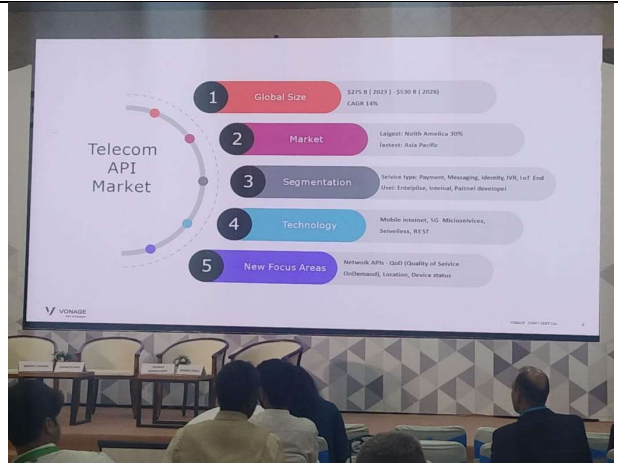 Telecom
API
Market
1 Global Size
$275 B ( 2023 ) - $530 B ( 2028)
CAGR 14%
2 Market
Largest: North America 30%
fastest: Asia Pacific
3 Segmentation
Service type: Payment, Messaging, Identity, IVR, IoT End
User: Enterprise, Internal, Partner developer
4 Technology
Mobile internet, 5G Microservices,
Serverless, REST
5 New Focus Areas
Network APIs - QoD (Quality of Service
OnDemand), Location, Device status
VONAGE